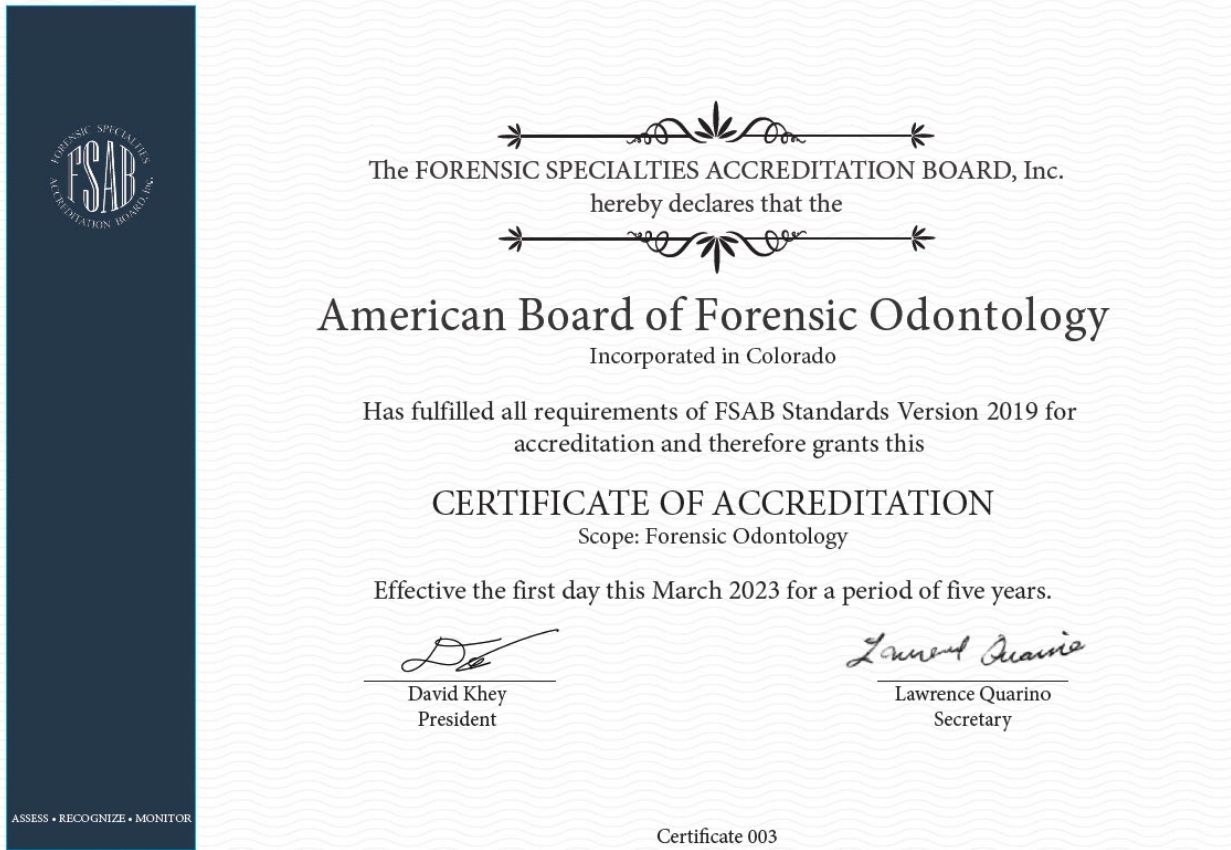 FORENSIC SPECIALTIES
FSAB
ACCREDITATION BOARD, Inc.
The FORENSIC SPECIALTIES ACCREDITATION BOARD, Inc.
hereby declares that the
American Board of Forensic Odontology
Incorporated in Colorado
Has fulfilled all requirements of FSAB Standards Version 2019 for
accreditation and therefore grants this
CERTIFICATE OF ACCREDITATION
Scope: Forensic Odontology
Effective the first day this March 2023 for a period of five years.
Lawrence Quarino
David Khey
President
Lawrence Quarino
Secretary
ASSESS • RECOGNIZE • MONITOR
Certificate 003